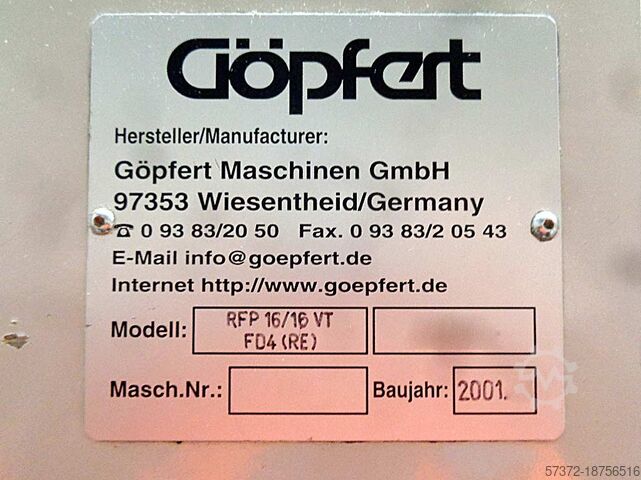 Göpfert
Hersteller/Manufacturer:
Göpfert Maschinen GmbH
97353 Wiesentheid/Germany
☎ 0 93 83/20 50 Fax. 0 93 83/2 05 43
E-Mail info@goepfert.de
Internet http://www.goepfert.de
Modell: RFP 16/16 VT
FD4 (RE)
Masch.Nr.: Baujahr: 2001.
57372-18756516